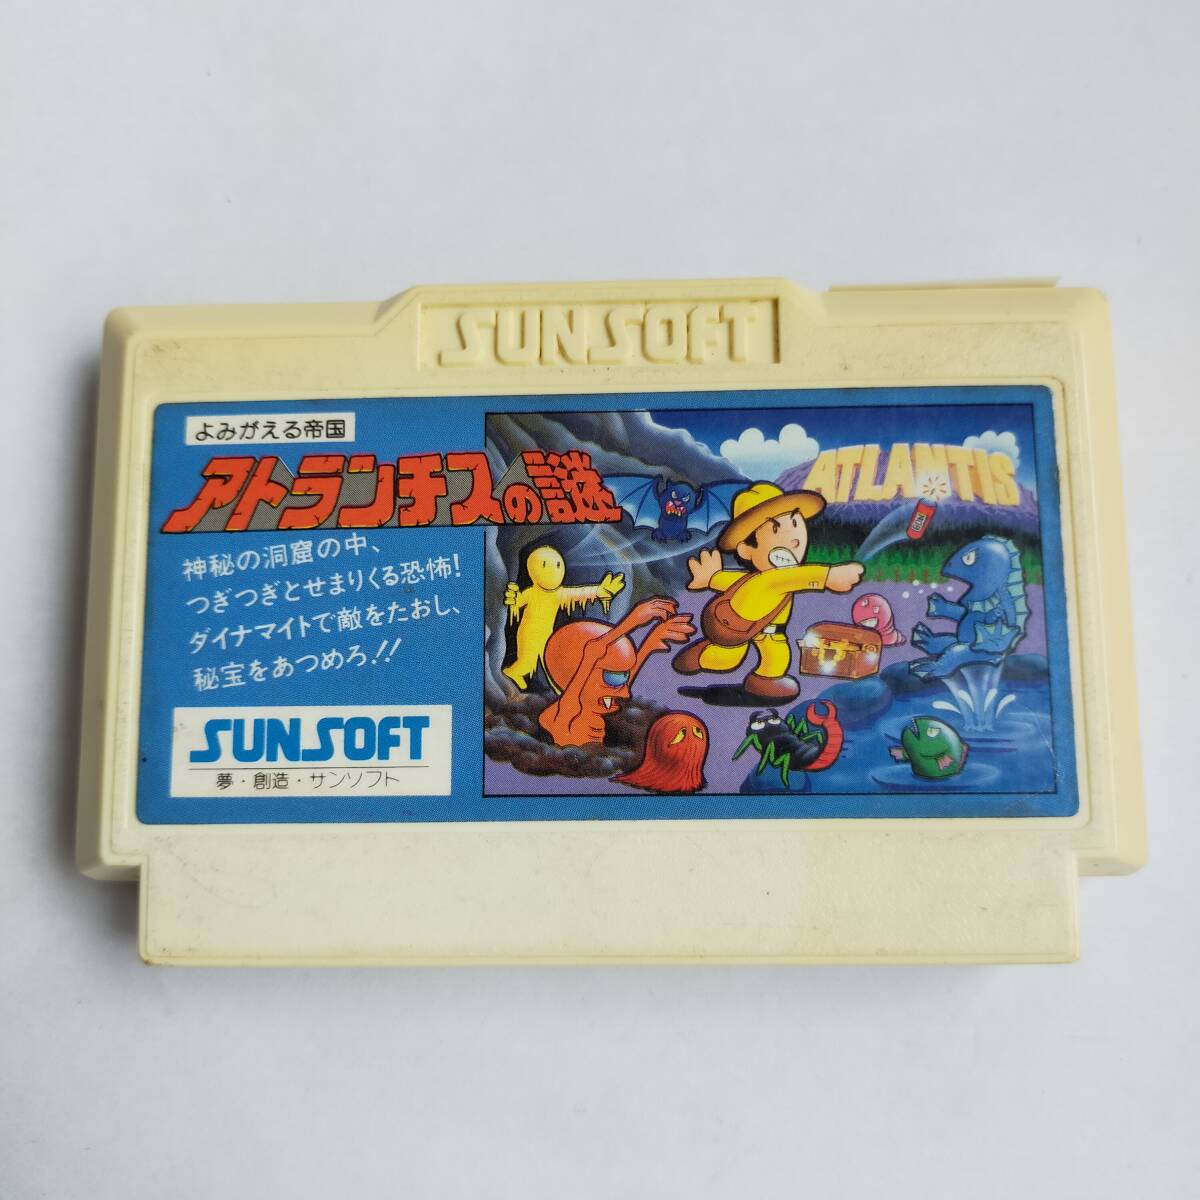 SUNSOFT
よみがえる帝国
アトランチスの謎
神秘の洞窟の中、
つぎつぎとせまりくる恐怖!
ダイナマイトで敵をたおし、
秘宝をあつめろ!!
SUNSOFT
夢・創造・サンソフト
ATLANTIS